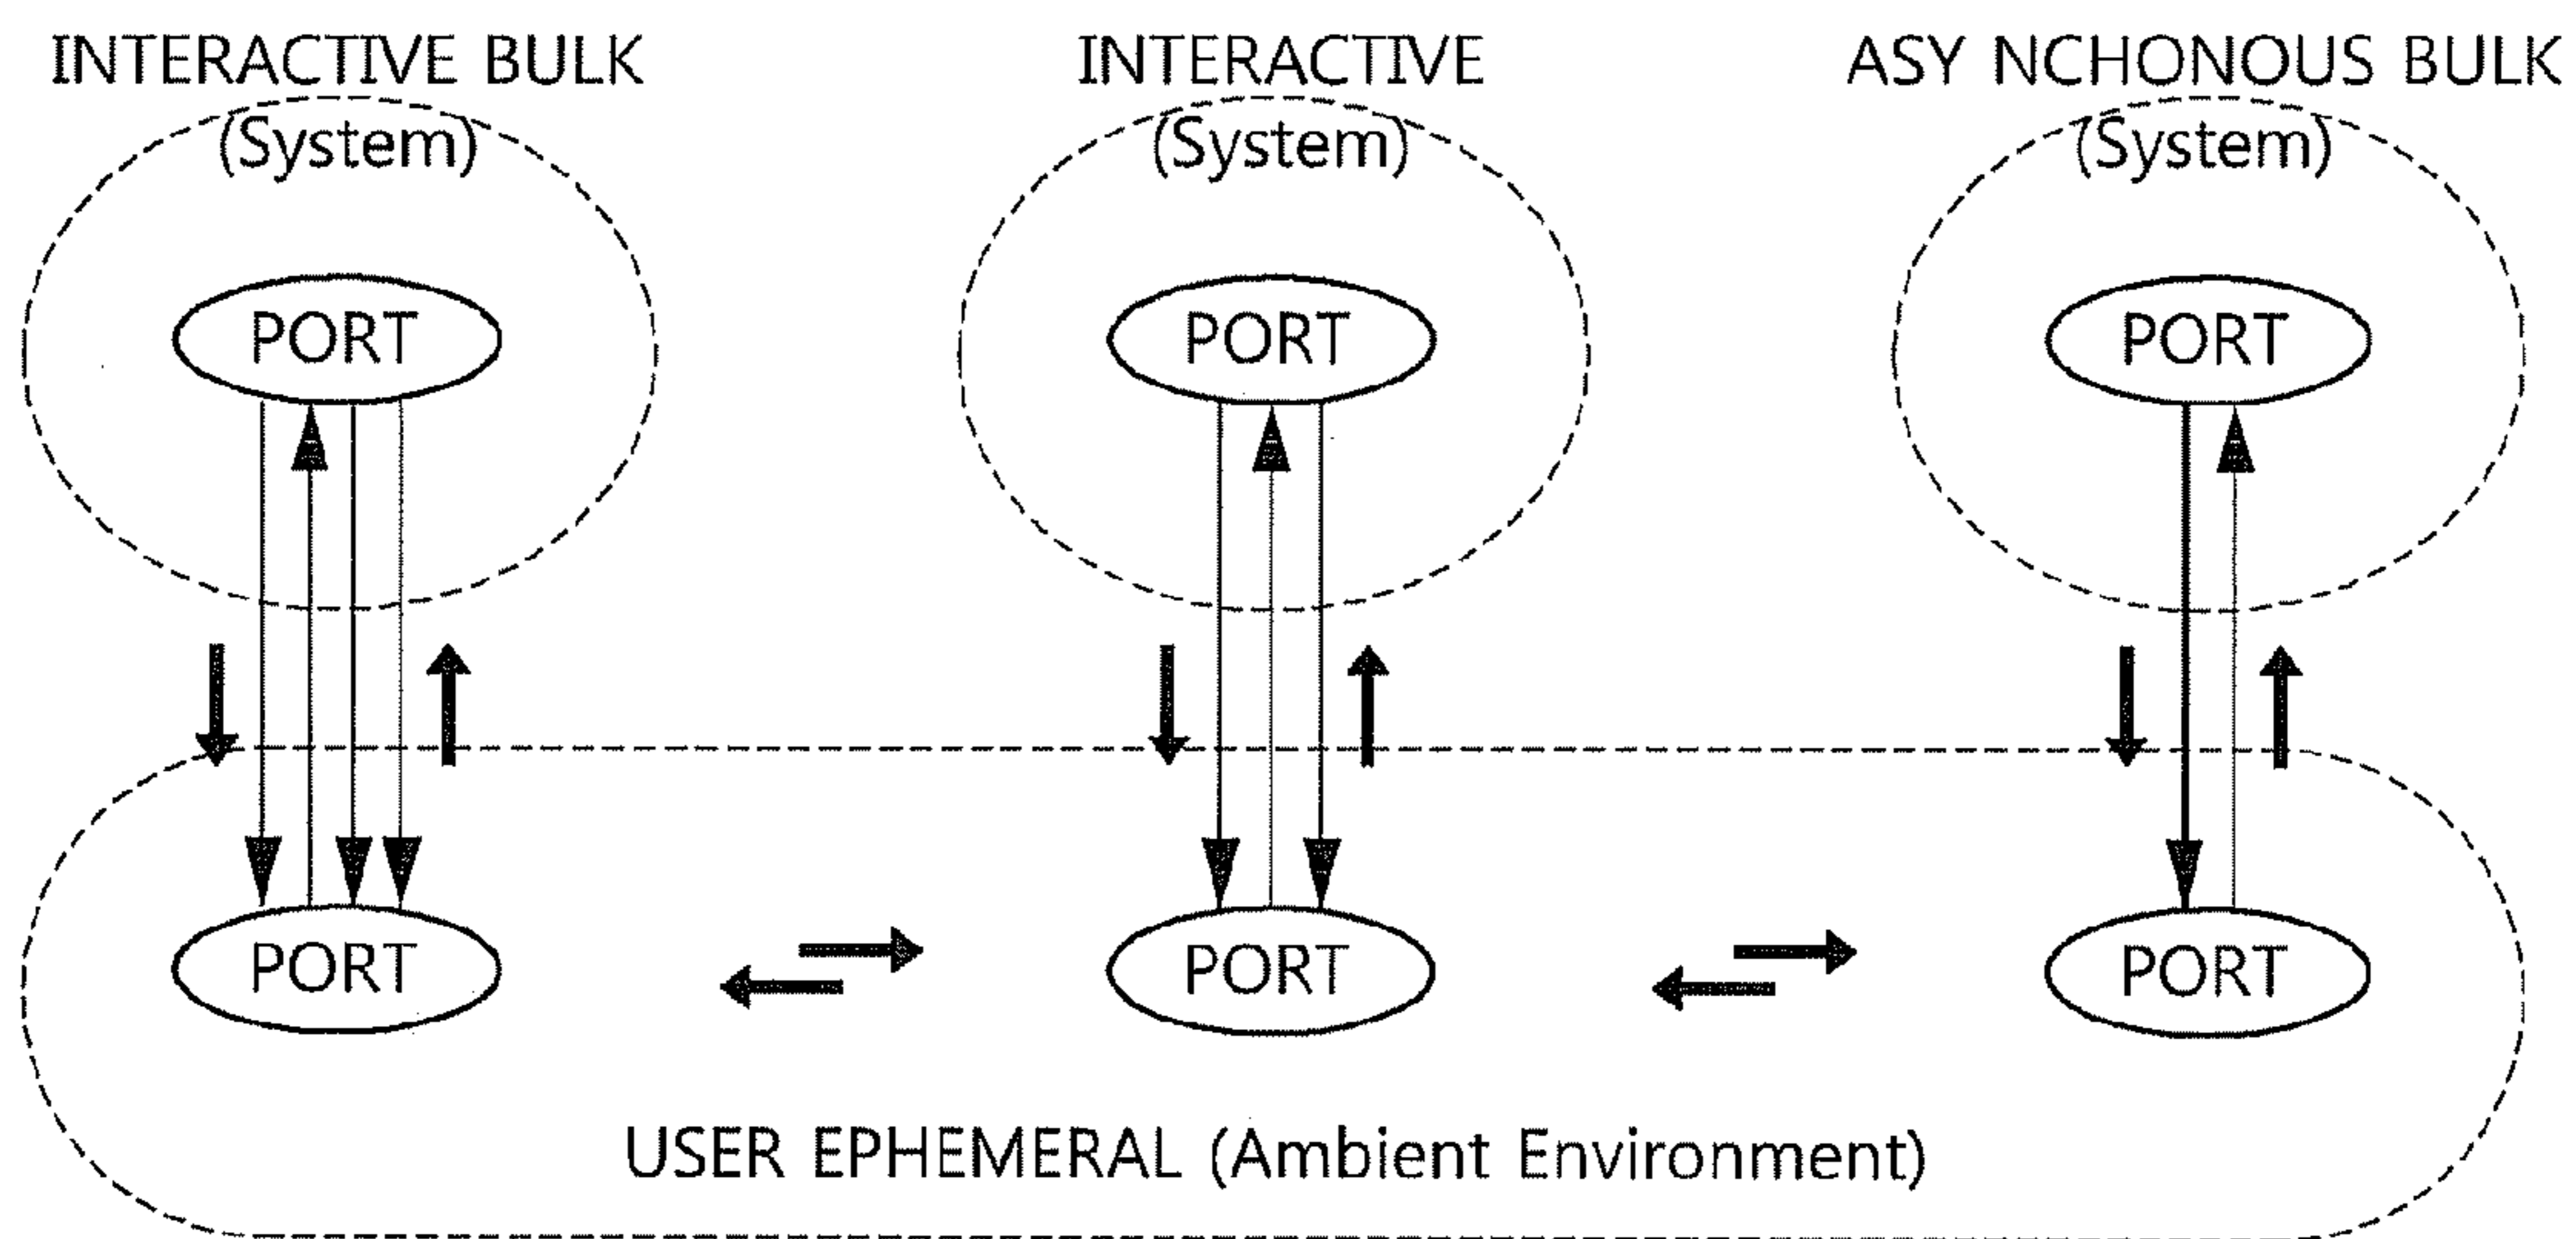 INTERACTIVE BULK
(System)
INTERACTIVE
(System)
ASY NCHONOUS BULK
(System)
PORT
PORT
PORT
PORT
PORT
PORT
USER EPHEMERAL (Ambient Environment)